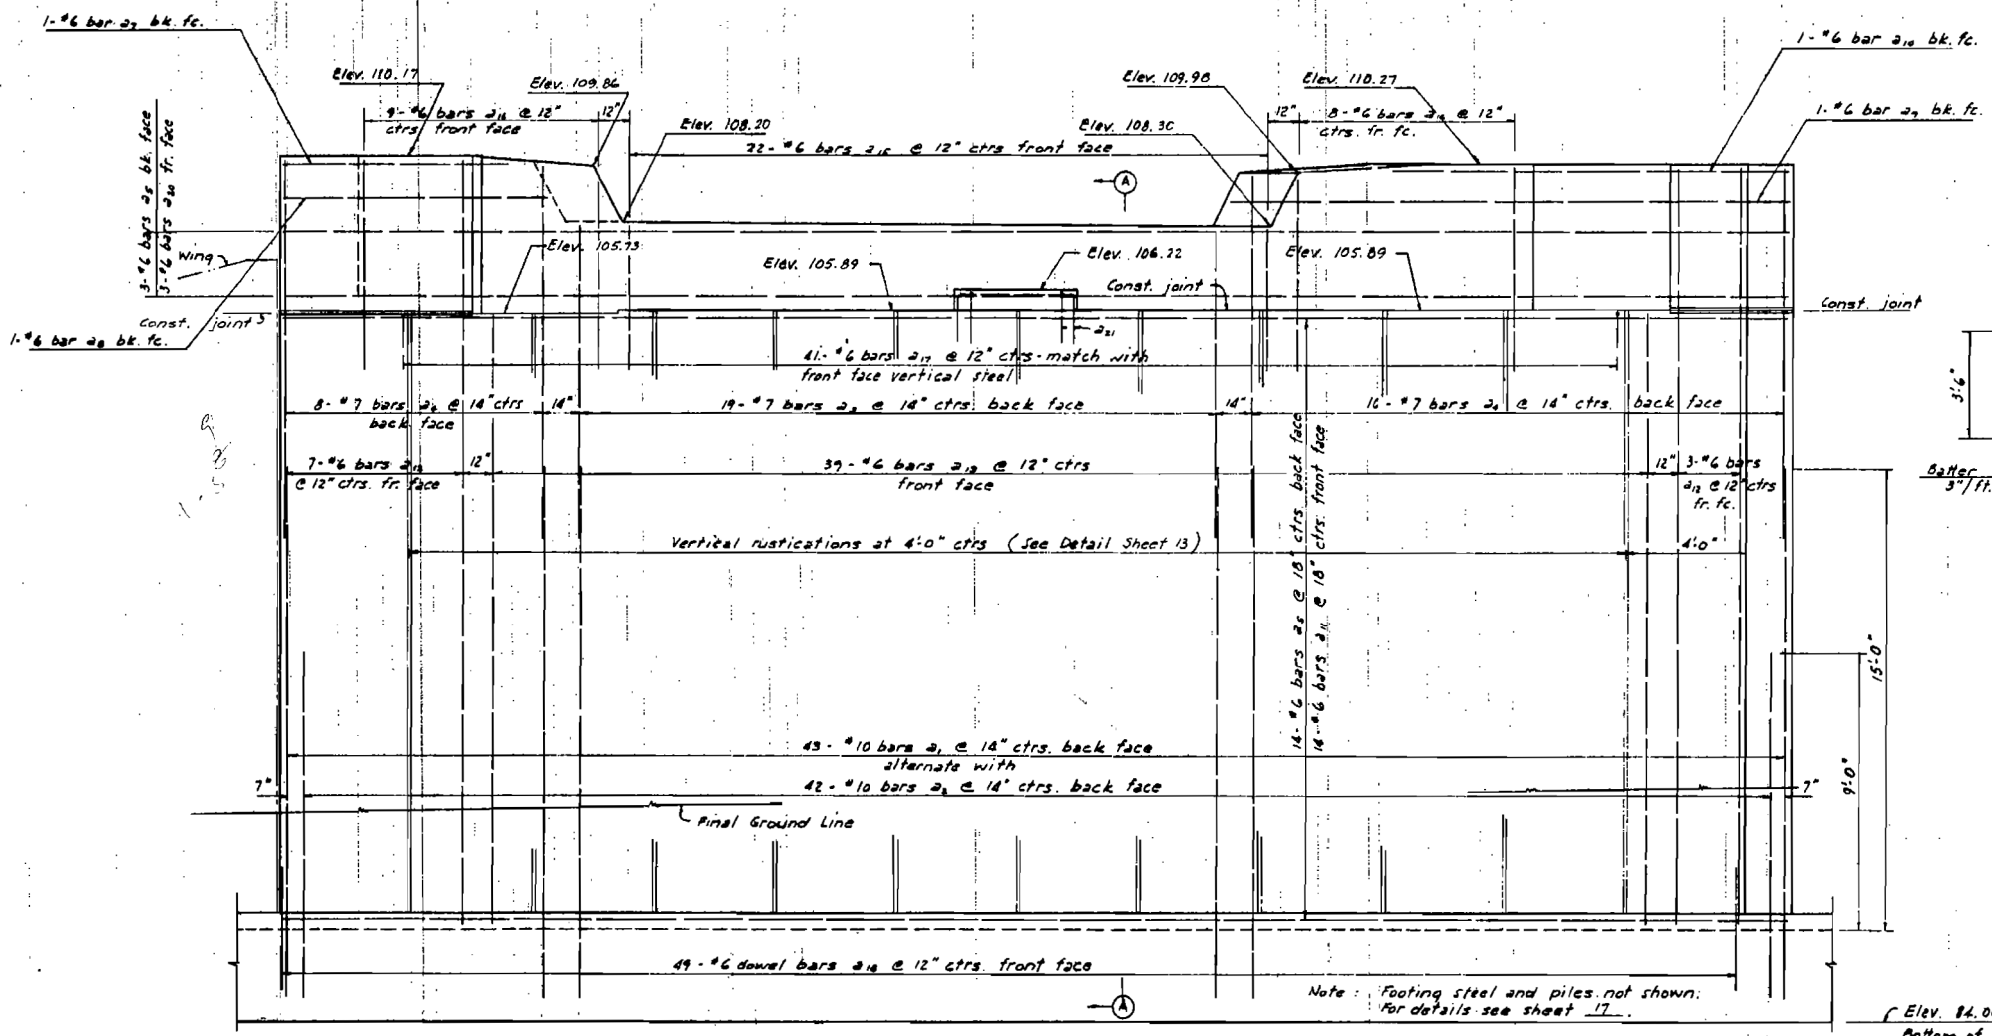 1-#6 bar a7 bk. fc.
Elev. 110.17
Elev. 109.86
9-#6 bars a16 @ 12"
ctrs. front face
12"
Elev. 108.20
22-#6 bars a15 @ 12" ctrs front face
Elev. 109.98
Elev. 108.30
12"
Elev. 110.27
8-#6 bars a16 @ 12"
ctrs. fr. fc.
1-#6 bar a10 bk. fc.
1-#6 bar a9 bk. fc.
3-#6 bars a5 bk. face
3-#6 bars a20 fr. face
Wing
Const. joint
1-#6 bar a8 bk. fc.
Elev. 105.73
Elev. 105.89
Elev. 106.22
Const. joint
Elev. 105.89
Const. joint
a21
A
41-#6 bars a17 @ 12" ctrs-match with
front face vertical steel
8-#7 bars @ 14" ctrs
back face
14"
19-#7 bars a3 @ 14" ctrs. back face
14"
16-#7 bars a4 @ 14" ctrs. back face
3'-6"
7-#6 bars a12
@ 12" ctrs. fr. face
12"
39-#6 bars a13 @ 12" ctrs
front face
12"
3-#6 bars
a12 @ 12" ctrs
fr. fc.
Batter
3"/ft.
Vertical rustications at 4'-0" ctrs (See Detail Sheet 13)
4'-0"
14-#6 bars a5 @ 18" ctrs. back face
14-#6 bars a11 @ 18" ctrs. front face
15'-0"
9'-0"
43-#10 bars a1 @ 14" ctrs. back face
alternate with
42-#10 bars a2 @ 14" ctrs. back face
7"
7"
Final Ground Line
49-#6 dowel bars a18 @ 12" ctrs. front face
A
Note: Footing steel and piles not shown;
For details see sheet 17.
Elev. 84.0
Bottom of